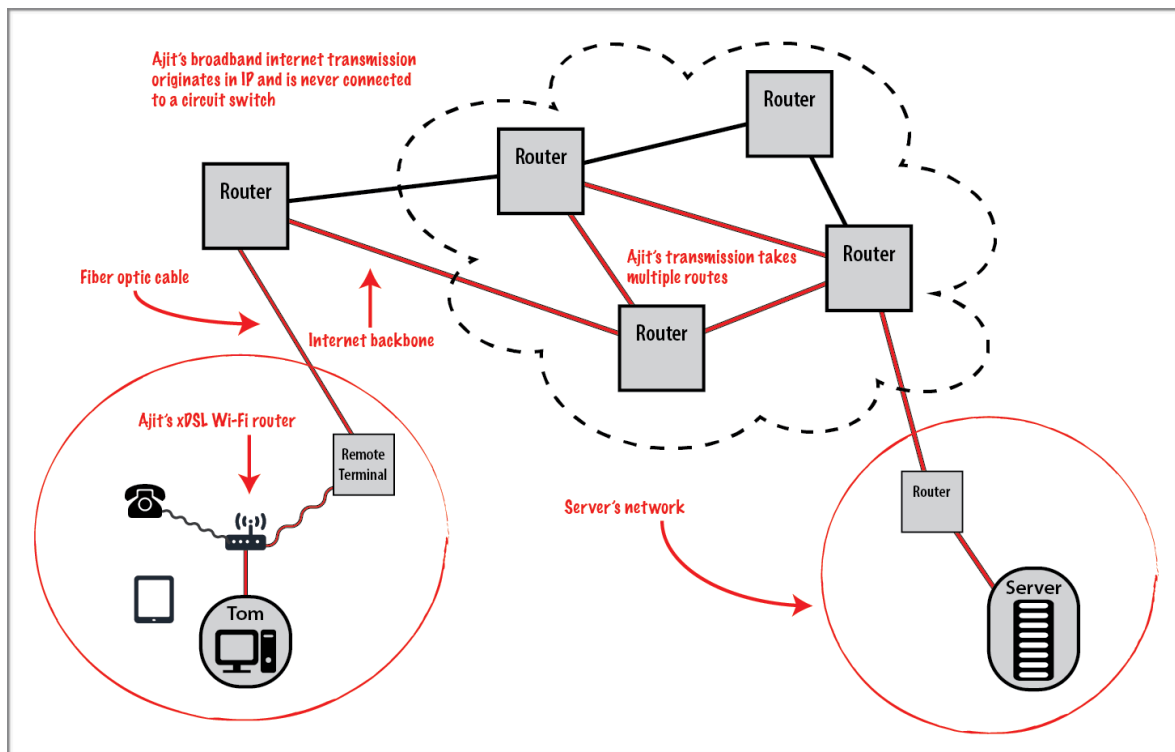 Ajit's broadband internet transmission
originates in IP and is never connected
to a circuit switch
Router
Router
Router
Router
Ajit's transmission takes
multiple routes
Fiber optic cable
Router
Internet backbone
Ajit's xDSL Wi-Fi router
Remote
Terminal
Router
Server's network
Server
Tom